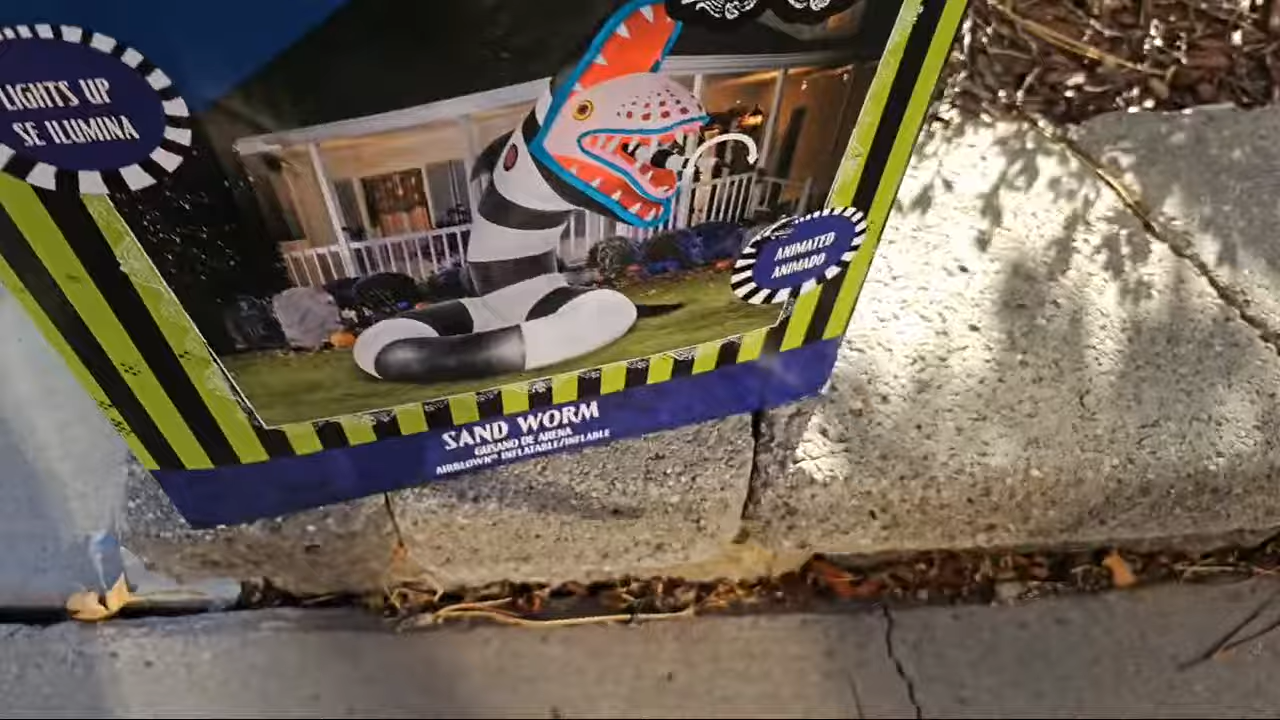 LIGHTS UP
SE ILUMINA
ANIMATED
ANIMADO
SAND WORM
GUSANO DE ARENA
AIRBLOWN® INFLATABLE/INFLABLE